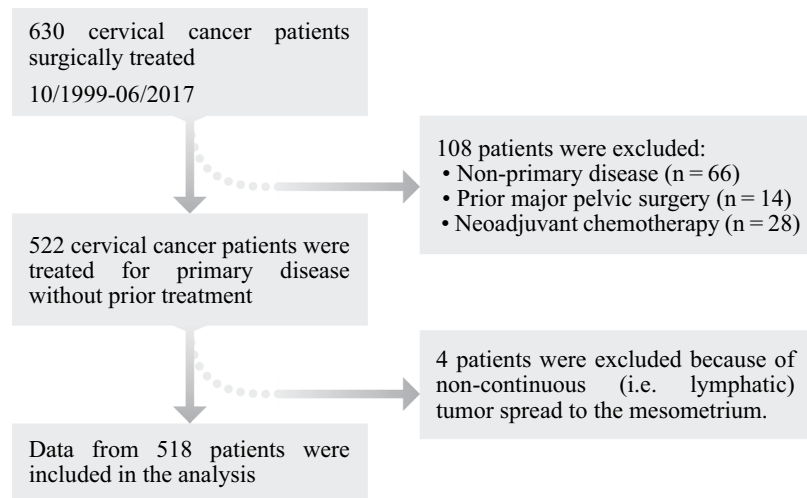 630 cervical cancer patients
surgically treated
10/1999-06/2017
108 patients were excluded:
• Non-primary disease (n = 66)
• Prior major pelvic surgery (n = 14)
• Neoadjuvant chemotherapy (n = 28)
522 cervical cancer patients were
treated for primary disease
without prior treatment
4 patients were excluded because of
non-continuous (i.e. lymphatic)
tumor spread to the mesometrium.
Data from 518 patients were
included in the analysis